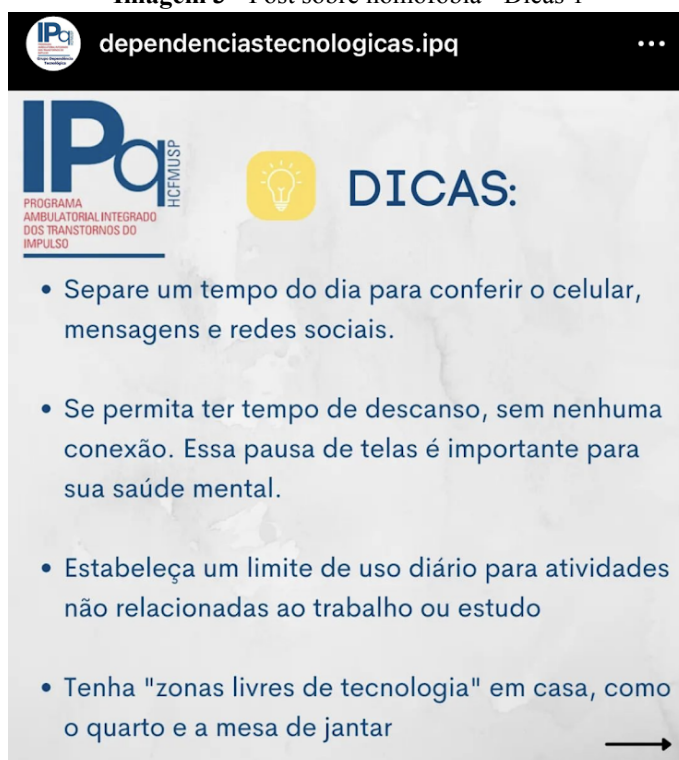 Imagem 3 - Post sobre nomofobia - Dicas 1
dependenciastecnologicas.ipq
IPq
HCFMUSP
PROGRAMA
AMBULATORIAL INTEGRADO
DOS TRANSTORNOS DO
IMPULSO
DICAS:
• Separe um tempo do dia para conferir o celular,
mensagens e redes sociais.
• Se permita ter tempo de descanso, sem nenhuma
conexão. Essa pausa de telas é importante para
sua saúde mental.
• Estabeleça um limite de uso diário para atividades
não relacionadas ao trabalho ou estudo
• Tenha "zonas livres de tecnologia" em casa, como
o quarto e a mesa de jantar